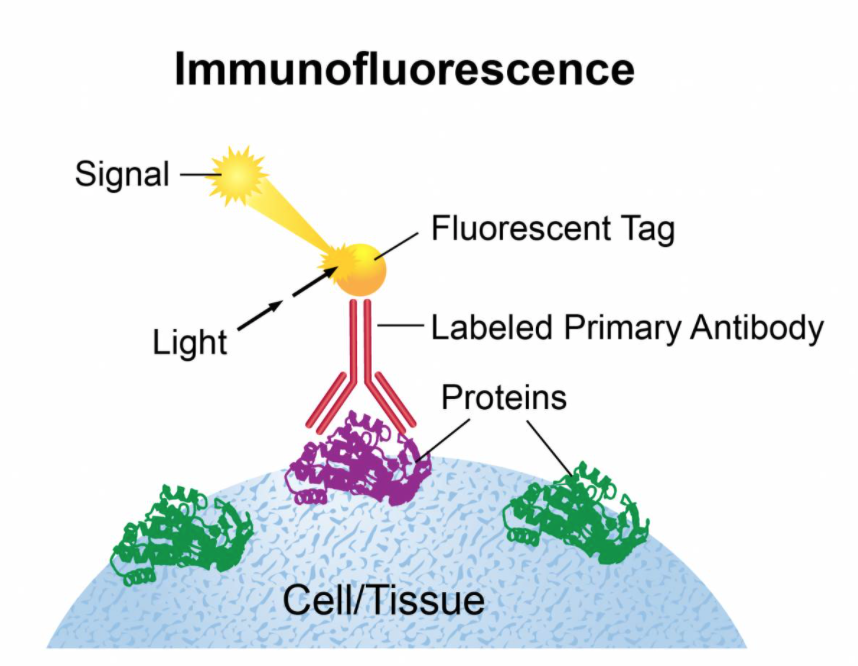 Immunofluorescence
Signal
Fluorescent Tag
Light
Labeled Primary Antibody
Proteins
Cell/Tissue